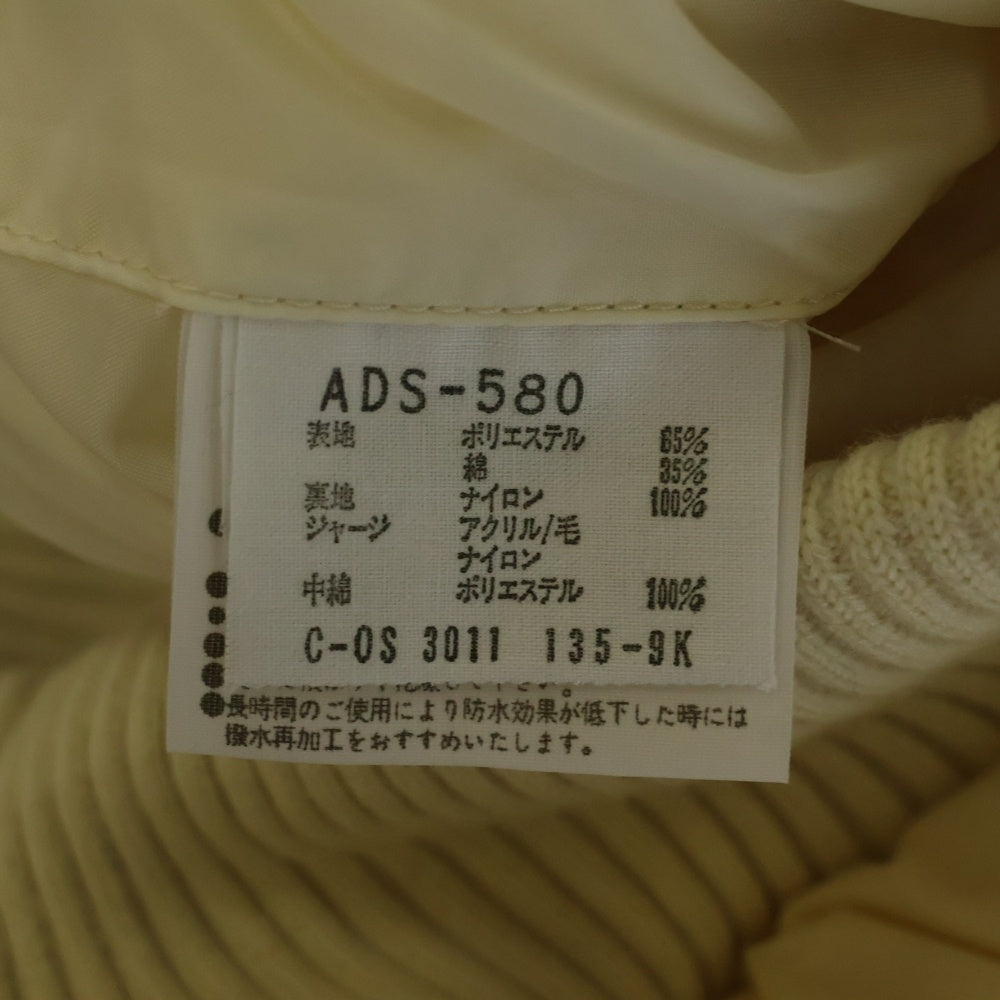 ADS-580
表地 ポリエステル 65%
綿 35%
裏地 ナイロン 100%
ジャージ アクリル/毛
ナイロン
中綿 ポリエステル 100%
C-OS 3011 135-9K
長時間のご使用により防水効果が低下した時には
撥水再加工をおすすめいたします。